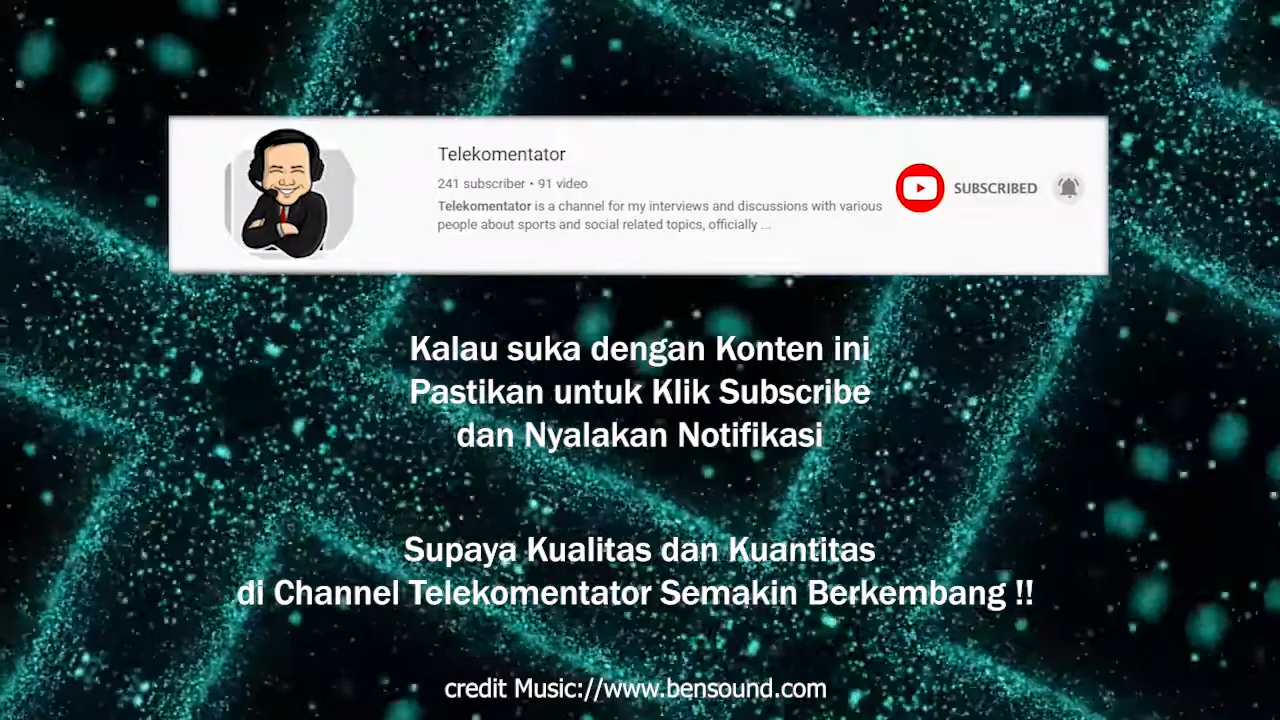 Telekomentator
241 subscriber • 91 video
Telekomentator is a channel for my interviews and discussions with various
people about sports and social related topics, officially ...
SUBSCRIBED
Kalau suka dengan Konten ini
Pastikan untuk Klik Subscribe
dan Nyalakan Notifikasi
Supaya Kualitas dan Kuantitas
di Channel Telekomentator Semakin Berkembang !!
credit Music://www.bensound.com